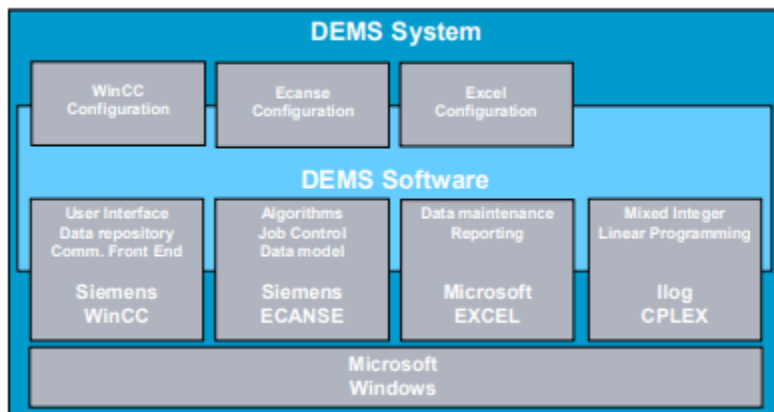 DEMS System
WinCC
Configuration
Ecanse
Configuration
Excel
Configuration
DEMS Software
User Interface
Data repository
Comm. Front End
Siemens
WinCC
Algorithms
Job Control
Data model
Siemens
ECANSE
Data maintenance
Reporting
Microsoft
EXCEL
Mixed Integer
Linear Programming
Ilog
CPLEX
Microsoft
Windows